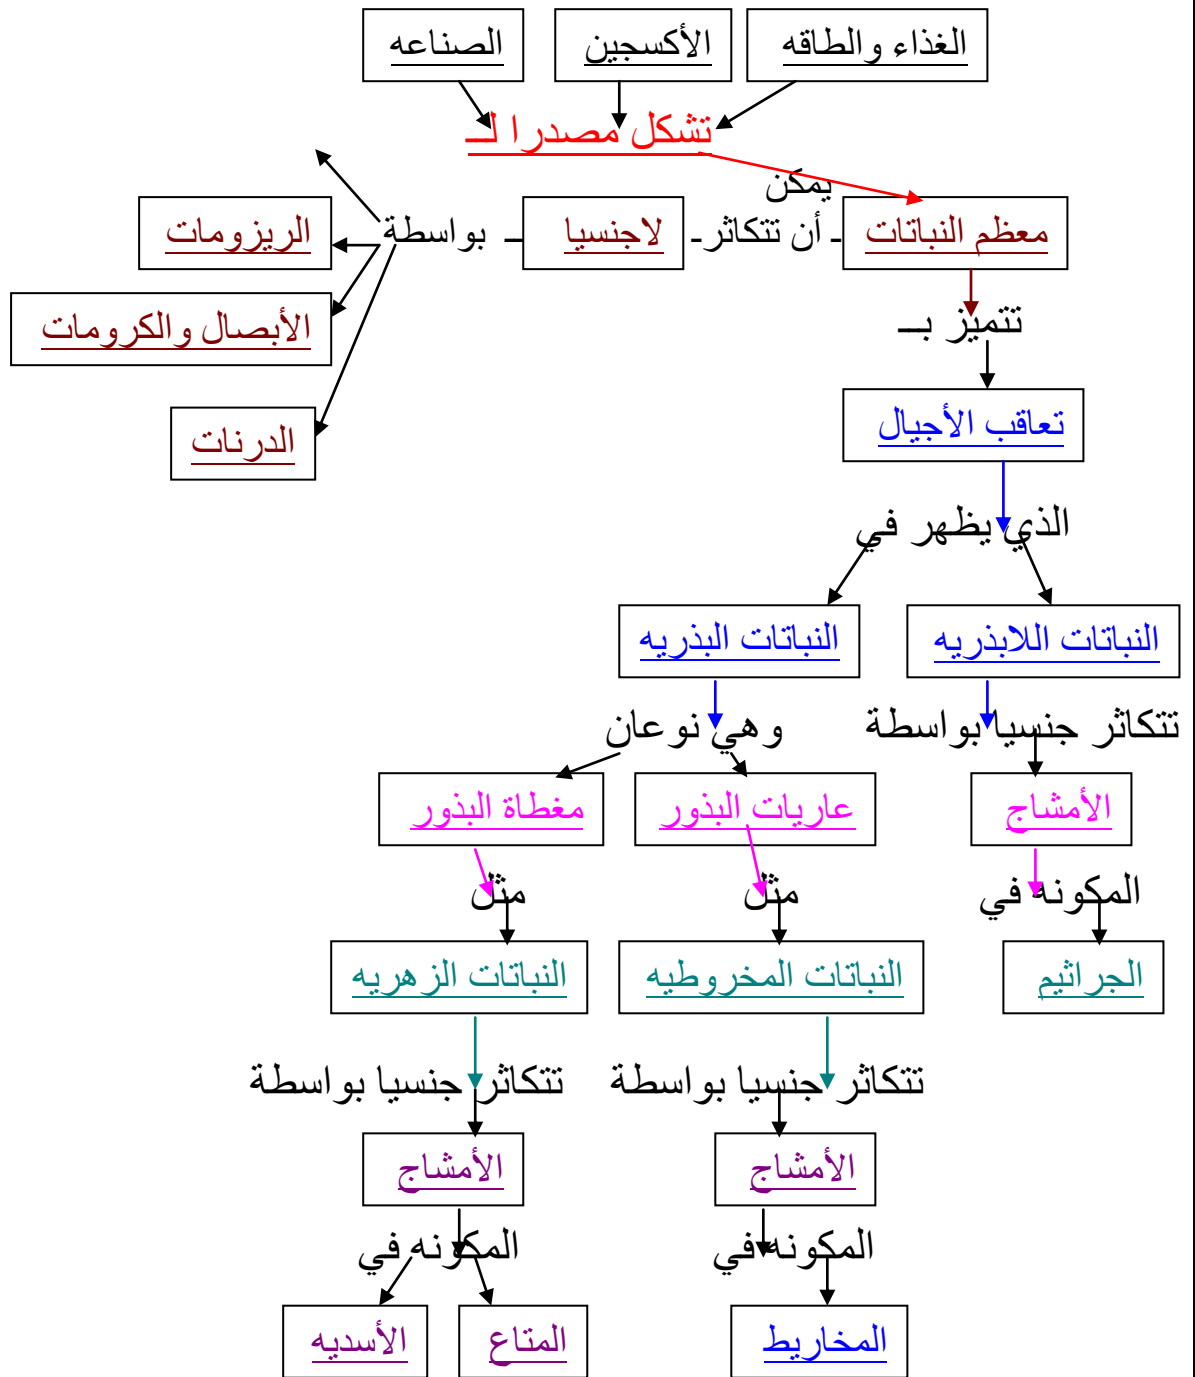 الغذاء والطاقه
الأكسجين
الصناعه
تشكل مصدرا لـــ
يمكن
معظم النباتات ـ أن تتكاثر ـ لاجنسيا ـ بواسطة
الريزومات
الأبصال والكرومات
الدرنات
تتميز بـــ
تعاقب الأجيال
الذي يظهر في
النباتات اللابذريه
النباتات البذريه
تتكاثر جنسيا بواسطة
وهي نوعان
الأمشاج
عاريات البذور
مغطاة البذور
المكونه في
مثل
مثل
الجراثيم
النباتات المخروطيه
النباتات الزهريه
تتكاثر جنسيا بواسطة
تتكاثر جنسيا بواسطة
الأمشاج
الأمشاج
المكونه في
المكونه في
المخاريط
المتاع
الأسديه